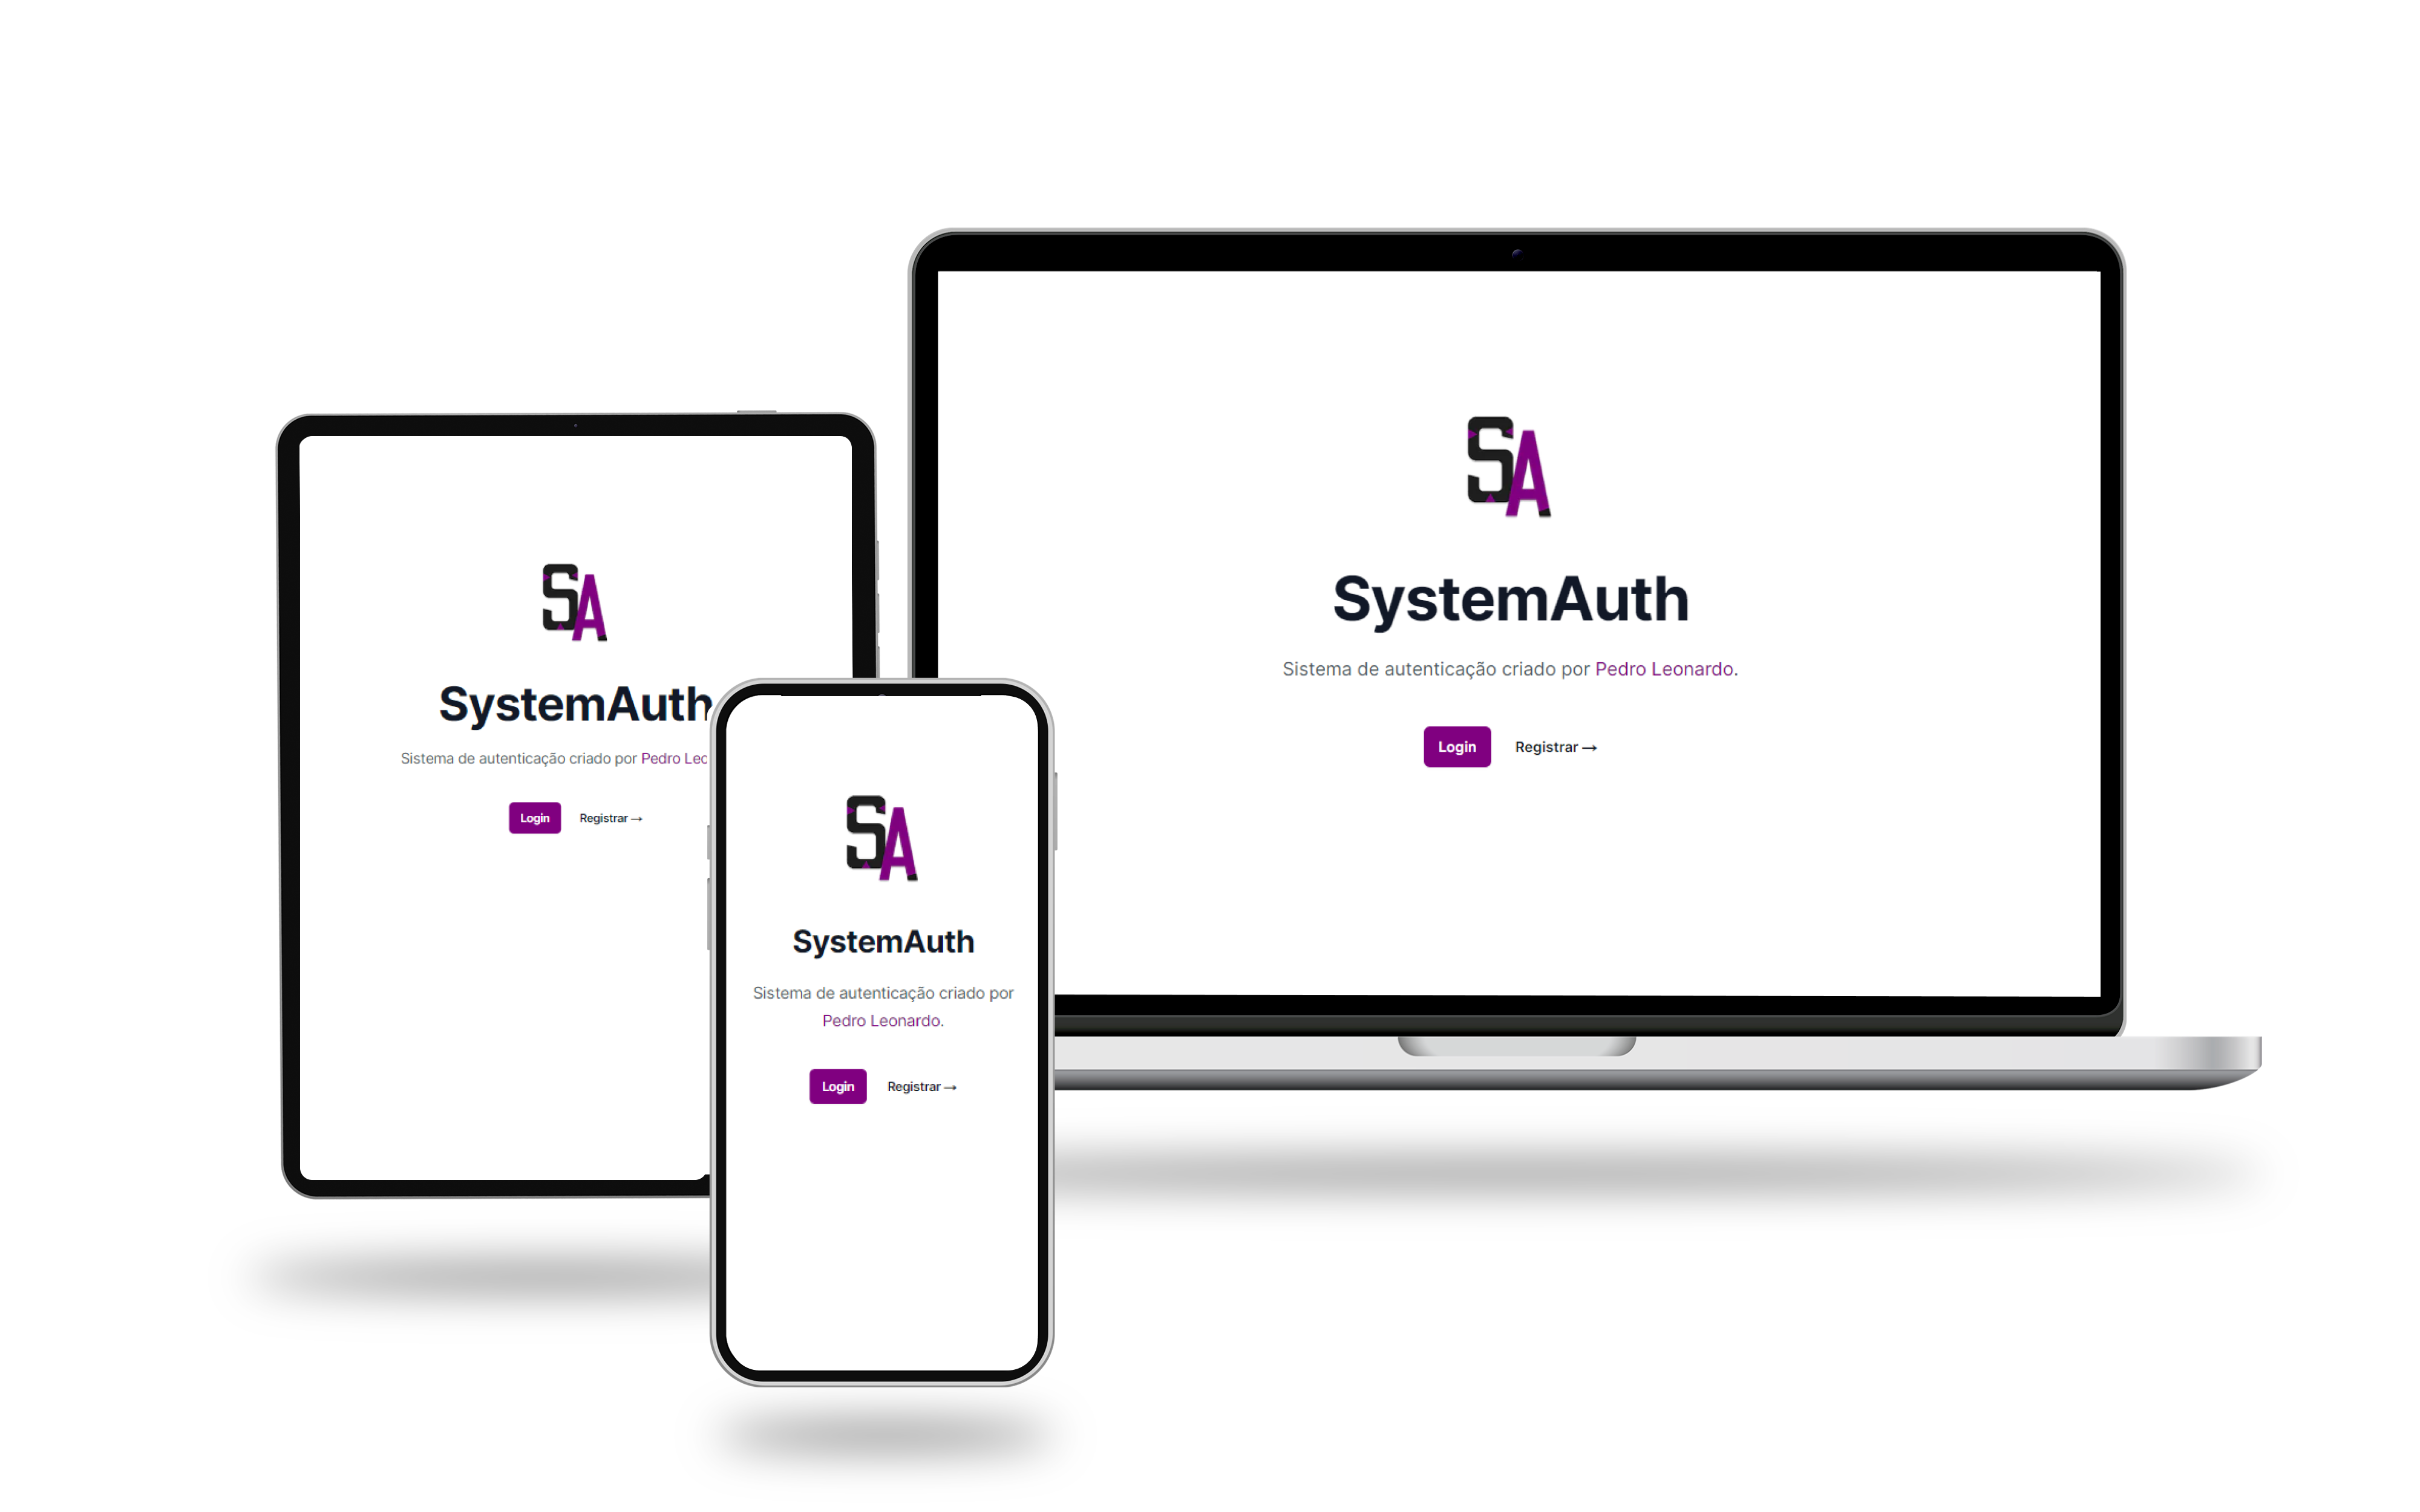 SA
SystemAuth
Sistema de autenticação criado por Pedro
Login
Registrar →
SA
SystemAuth
Sistema de autenticação criado por
Pedro Leonardo.
Login
Registrar →
SA
SystemAuth
Sistema de autenticação criado por Pedro Leonardo.
Login
Registrar →